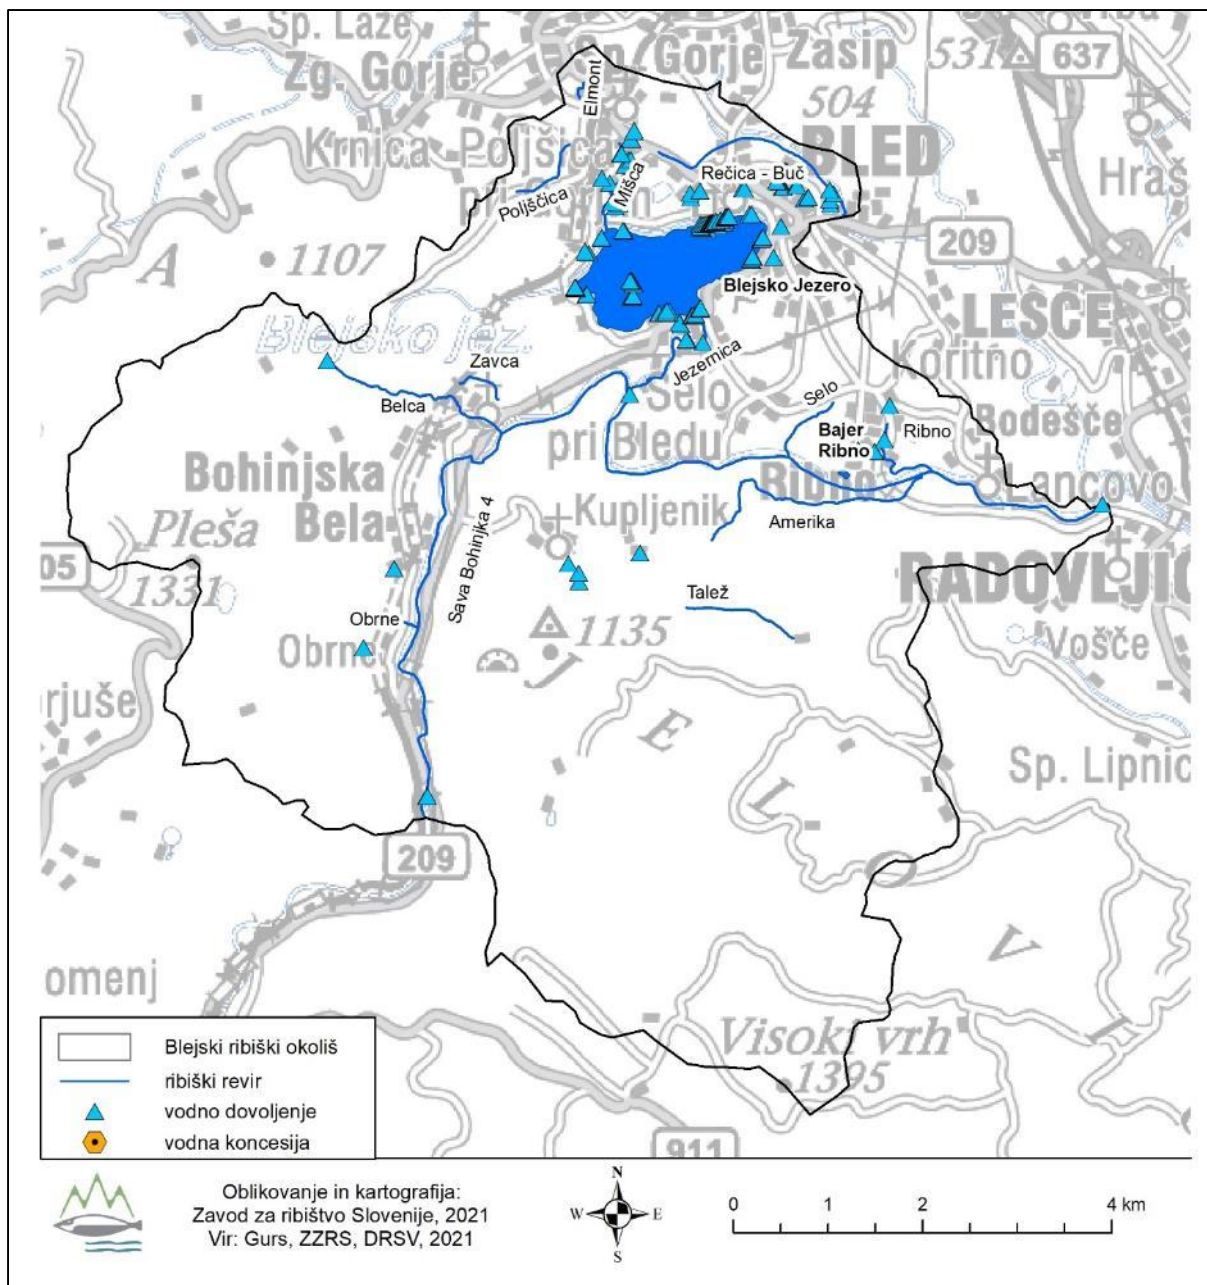 Sp. Laze
Zg. Gorje
Sp. Gorje
Zasip
531
637
Elmont
504
Krnica
Poljšica
BLED
Hraš
Rečica - Buč
Mišca
Poljščica
209
A
1107
Blejsko Jezero
LESCE
Blejsko jez.
Koritno
Zavca
Jezernica
Belca
Selo
pri Bledu
Selo
Bodešče
Bajer
Ribno
Ribno
Bohinjska
Bela
Ribno
Lancovo
Kupljenik
Amerika
Pleša
1331
05
Sava Bohinjka 4
RADOVLJIC
Talež
Obrne
1135
Obrne
Vošče
rjuše
J
E
L
Sp. Lipnic
209
V
omenj
Visoki vrh
1395
911
Blejski ribiški okoliš
ribiški revir
vodno dovoljenje
vodna koncesija
Oblikovanje in kartografija:
Zavod za ribištvo Slovenije, 2021
Vir: Gurs, ZZRS, DRSV, 2021
N
W E
S
0 1 2 4 km